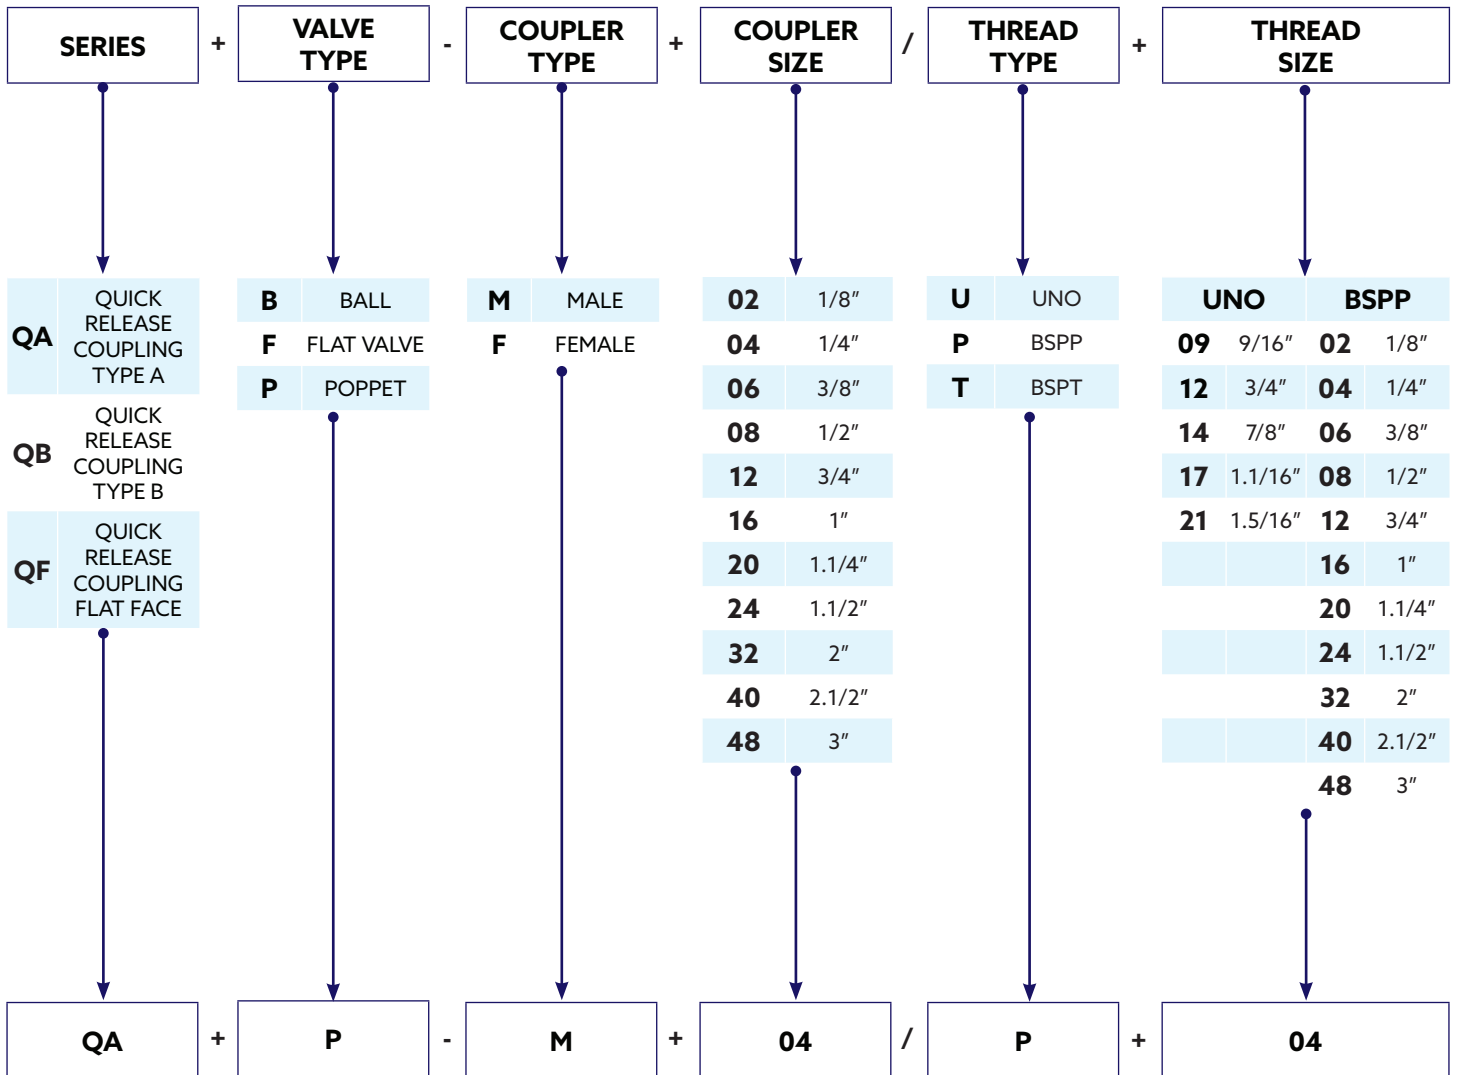 SERIES + VALVE TYPE - COUPLER TYPE + COUPLER SIZE / THREAD TYPE + THREAD SIZE
QA QUICK RELEASE COUPLING TYPE A
QB QUICK RELEASE COUPLING TYPE B
QF QUICK RELEASE COUPLING FLAT FACE
B BALL
F FLAT VALVE
P POPPET
M MALE
F FEMALE
02 1/8"
04 1/4"
06 3/8"
08 1/2"
12 3/4"
16 1"
20 1.1/4"
24 1.1/2"
32 2"
40 2.1/2"
48 3"
U UNO
P BSPP
T BSPT
UNO BSPP
09 9/16" 02 1/8"
12 3/4" 04 1/4"
14 7/8" 06 3/8"
17 1.1/16" 08 1/2"
21 1.5/16" 12 3/4"
16 1"
20 1.1/4"
24 1.1/2"
32 2"
40 2.1/2"
48 3"
QA + P - M + 04 / P + 04